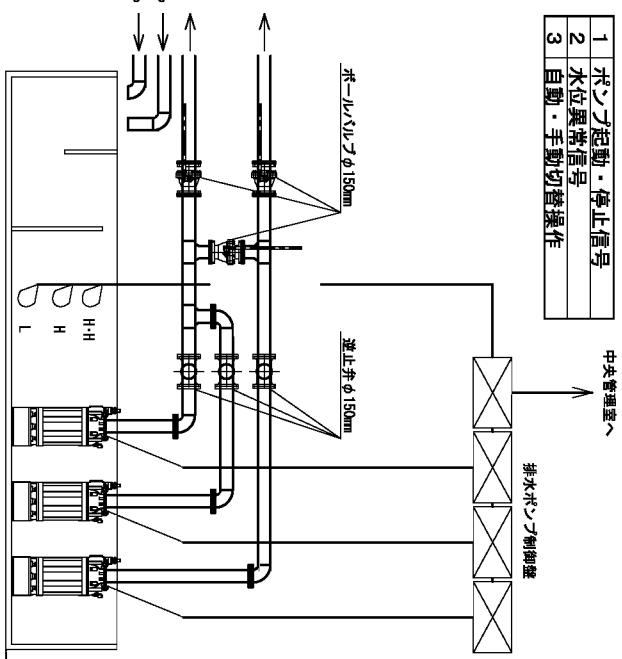 1 ポンプ起動・停止信号
2 水位異常信号
3 自動・手動切替操作
中央管理室へ
排水ポンプ制御盤
ボールバルブφ150mm
逆止弁φ150mm
H・H
H
L